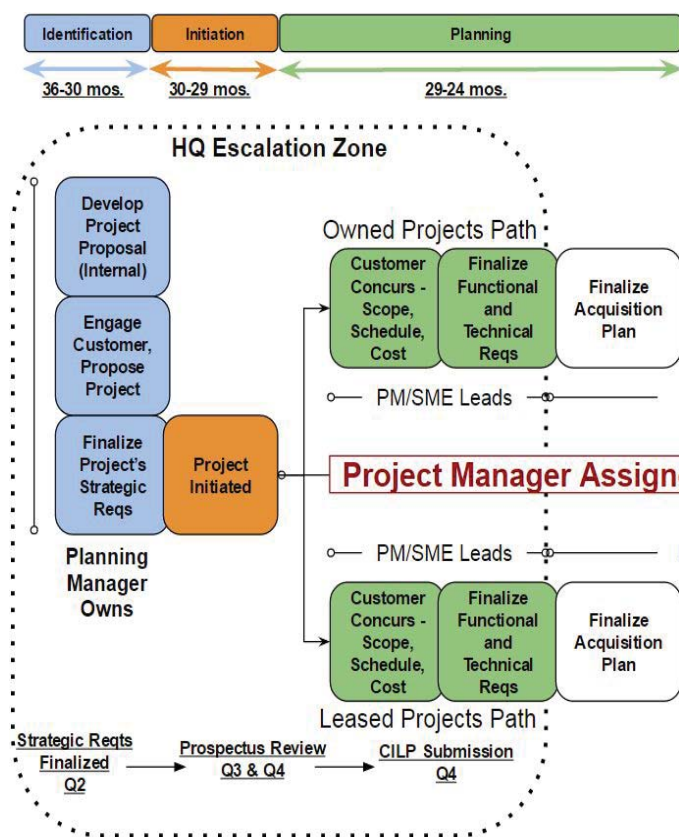 Identification
Initiation
Planning
36-30 mos.
30-29 mos.
29-24 mos.
HQ Escalation Zone
Develop
Project
Proposal
(Internal)
Engage
Customer,
Propose
Project
Finalize
Project’s
Strategic
Reqs
Project
Initiated
Planning
Manager
Owns
Owned Projects Path
Customer
Concurs -
Scope,
Schedule,
Cost
Finalize
Functional
and
Technical
Reqs
Finalize
Acquisition
Plan
PM/SME Leads
Project Manager Assigne
PM/SME Leads
Customer
Concurs -
Scope,
Schedule,
Cost
Finalize
Functional
and
Technical
Reqs
Finalize
Acquisition
Plan
Leased Projects Path
Strategic Reqts
Finalized
Q2
Prospectus Review
Q3 & Q4
CILP Submission
Q4